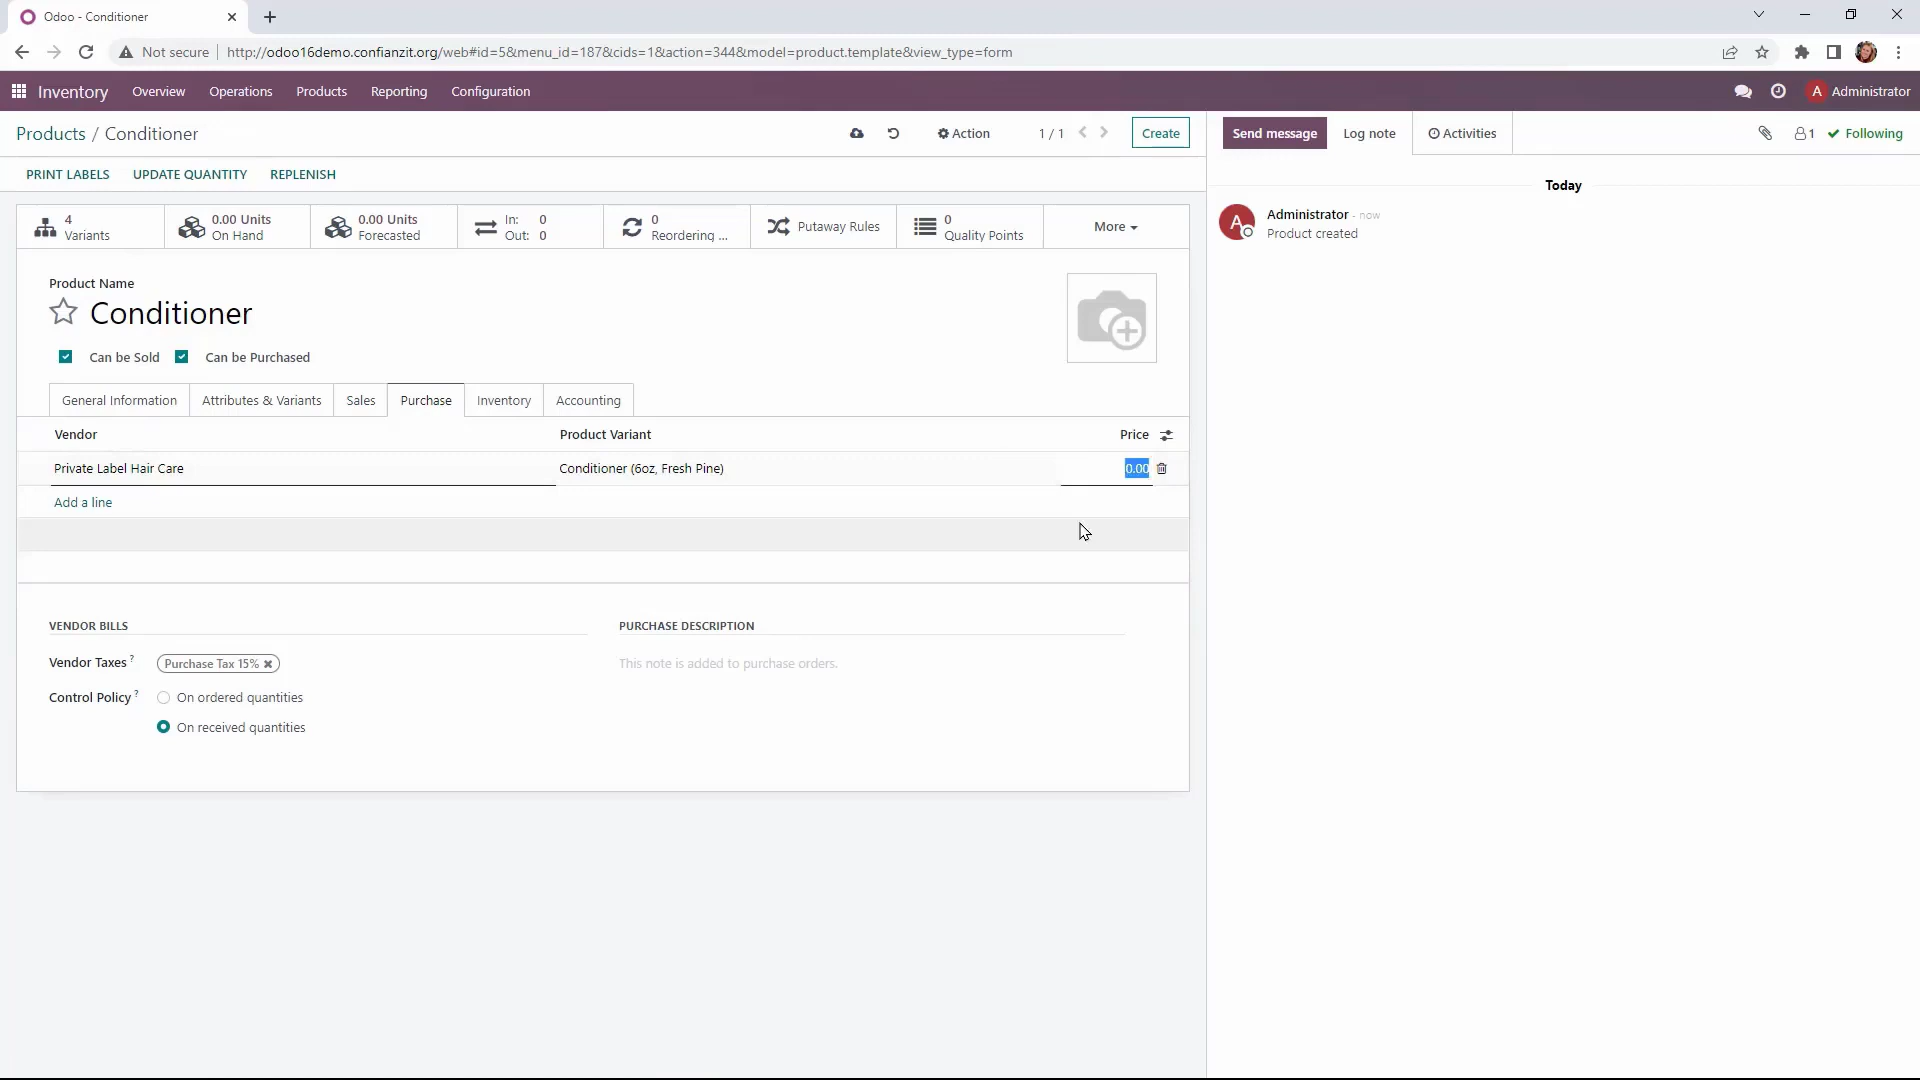 Odoo - Conditioner
Not secure
http://odoo16demo.confianzit.org/web#id=5&menu_id=187&cids=1&action=344&model=product.template&view_type=form
Inventory Overview Operations Products Reporting Configuration
A Administrator
Products / Conditioner
Action
1 / 1
Create
Send message
Log note
Activities
1
Following
PRINT LABELS
UPDATE QUANTITY
REPLENISH
Today
4
Variants
0.00 Units
On Hand
0.00 Units
Forecasted
In: 0
Out: 0
0
Reordering ...
Putaway Rules
0
Quality Points
More
A
Administrator - now
Product created
Product Name
Conditioner
Can be Sold
Can be Purchased
General Information
Attributes & Variants
Sales
Purchase
Inventory
Accounting
Vendor
Product Variant
Price
Private Label Hair Care
Conditioner (6oz, Fresh Pine)
0.00
Add a line
VENDOR BILLS
PURCHASE DESCRIPTION
Vendor Taxes ?
Purchase Tax 15%
This note is added to purchase orders.
Control Policy ?
On ordered quantities
On received quantities